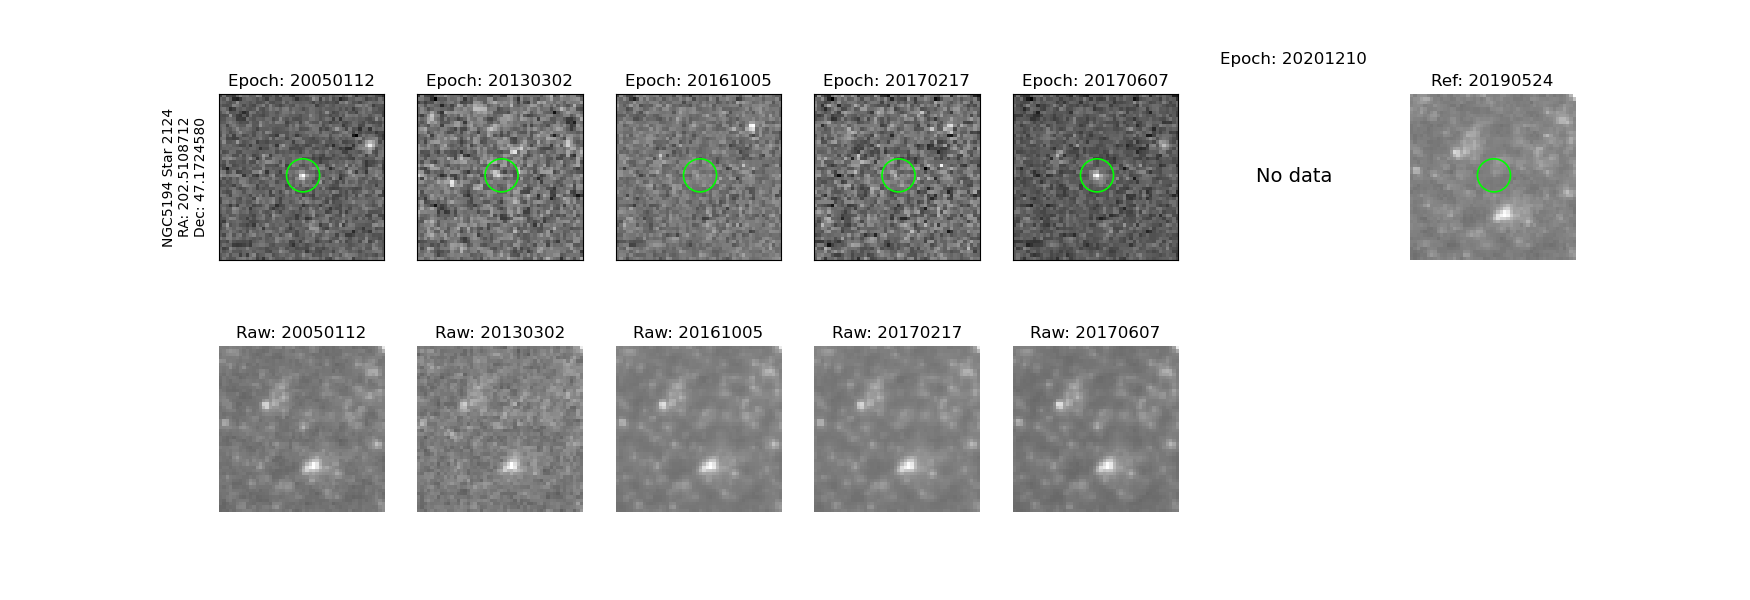 NGC5194 Star 2124
RA: 202.5108712
Dec: 47.1724580
Epoch: 20050112
Epoch: 20130302
Epoch: 20161005
Epoch: 20170217
Epoch: 20170607
Epoch: 20201210
No data
Ref: 20190524
Raw: 20050112
Raw: 20130302
Raw: 20161005
Raw: 20170217
Raw: 20170607